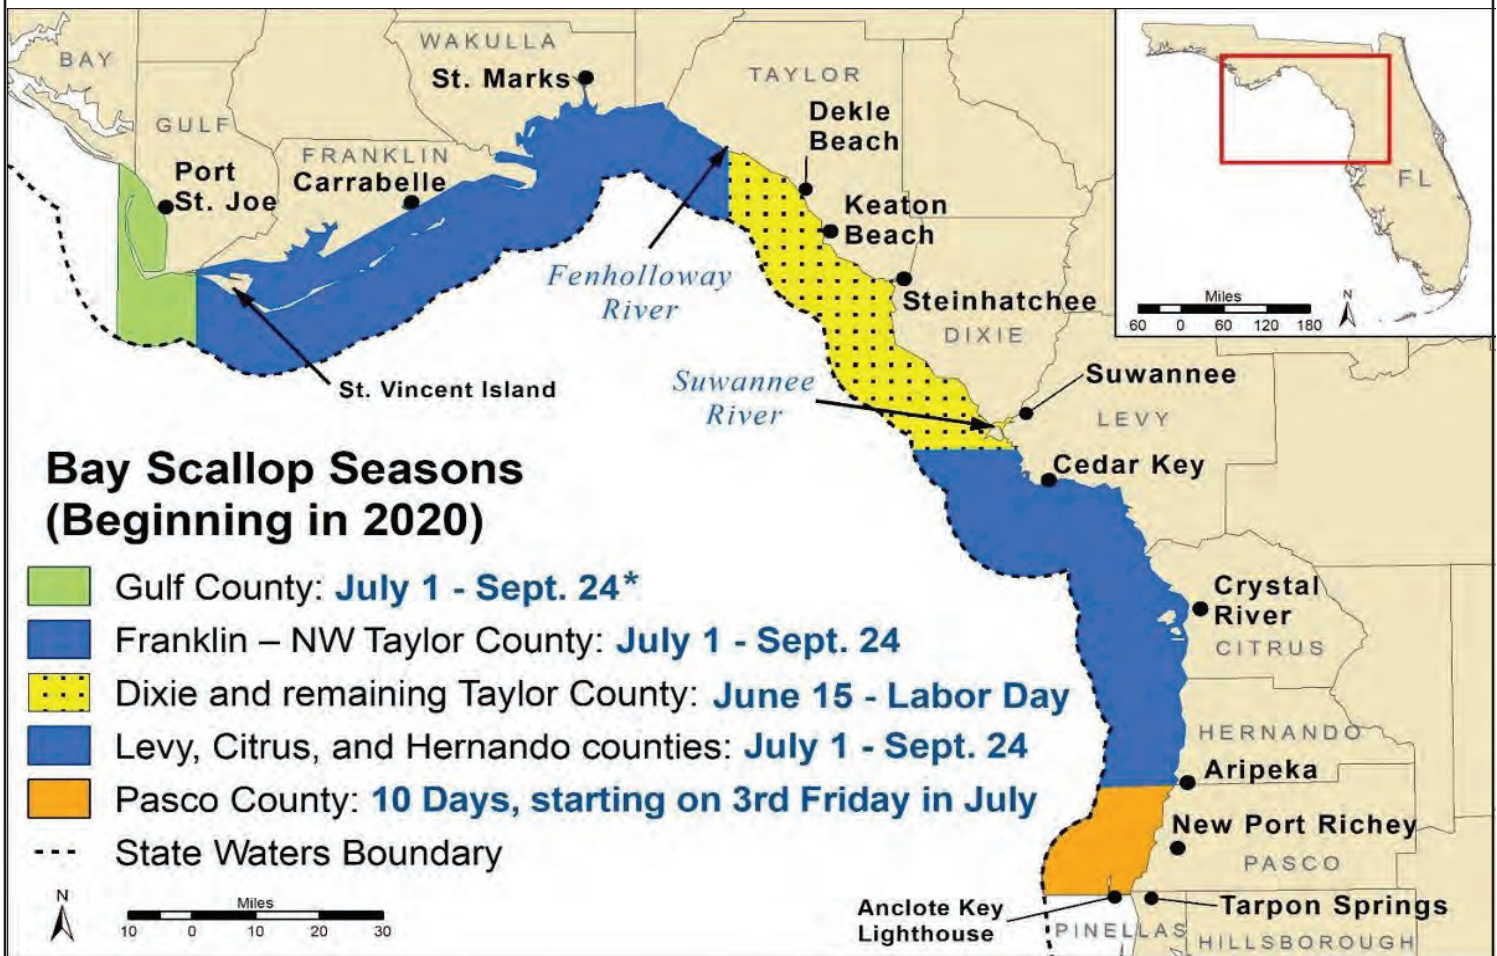 BAY
WAKULLA
St. Marks
TAYLOR
Dekle
Beach
GULF
FRANKLIN
Carrabelle
Port
St. Joe
Keaton
Beach
Fenholloway
River
Steinhatchee
DIXIE
FL
Miles
60 0 60 120 180
N
St. Vincent Island
Suwannee
River
Suwannee
LEVY
Cedar Key
Bay Scallop Seasons
(Beginning in 2020)
Gulf County: July 1 - Sept. 24*
Franklin – NW Taylor County: July 1 - Sept. 24
Dixie and remaining Taylor County: June 15 - Labor Day
Levy, Citrus, and Hernando counties: July 1 - Sept. 24
Pasco County: 10 Days, starting on 3rd Friday in July
State Waters Boundary
N
Miles
10 0 10 20 30
Crystal
River
CITRUS
HERNANDO
Aripeka
New Port Richey
PASCO
Anclote Key
Lighthouse
Tarpon Springs
PINELLAS
HILLSBOROUGH